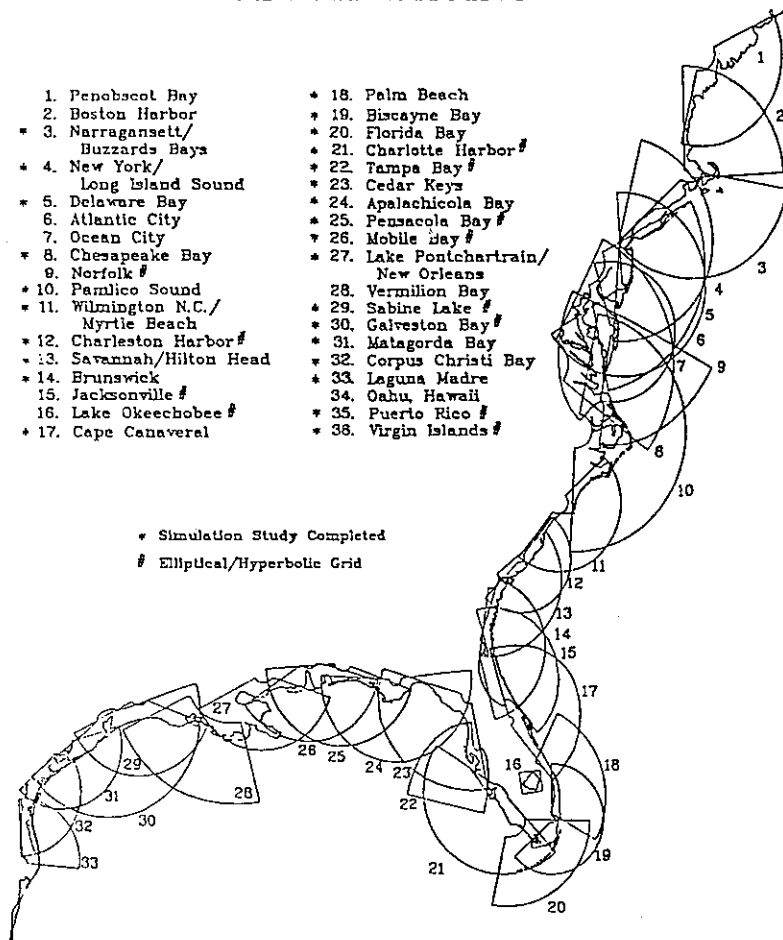 1. Penobscot Bay
2. Boston Harbor
* 3. Narragansett/
Buzzards Bays
* 4. New York/
Long Island Sound
* 5. Delaware Bay
6. Atlantic City
7. Ocean City
* 8. Chesapeake Bay
9. Norfolk #
* 10. Pamlico Sound
* 11. Wilmington N.C./
Myrtle Beach
* 12. Charleston Harbor #
* 13. Savannah/Hilton Head
* 14. Brunswick
15. Jacksonville #
16. Lake Okeechobee #
* 17. Cape Canaveral
* 18. Palm Beach
* 19. Biscayne Bay
* 20. Florida Bay
* 21. Charlotte Harbor #
* 22. Tampa Bay #
* 23. Cedar Keys
* 24. Apalachicola Bay
* 25. Pensacola Bay #
* 26. Mobile Bay #
* 27. Lake Pontchartrain/
New Orleans
28. Vermilion Bay
* 29. Sabine Lake #
* 30. Galveston Bay #
* 31. Matagorda Bay
* 32. Corpus Christi Bay
* 33. Laguna Madre
34. Oahu, Hawaii
* 35. Puerto Rico #
* 36. Virgin Islands #
* Simulation Study Completed
# Elliptical/Hyperbolic Grid
1
2
3
4
5
6
7
9
8
10
11
12
13
14
15
17
16
18
19
20
21
22
23
24
25
26
27
28
29
30
31
32
33